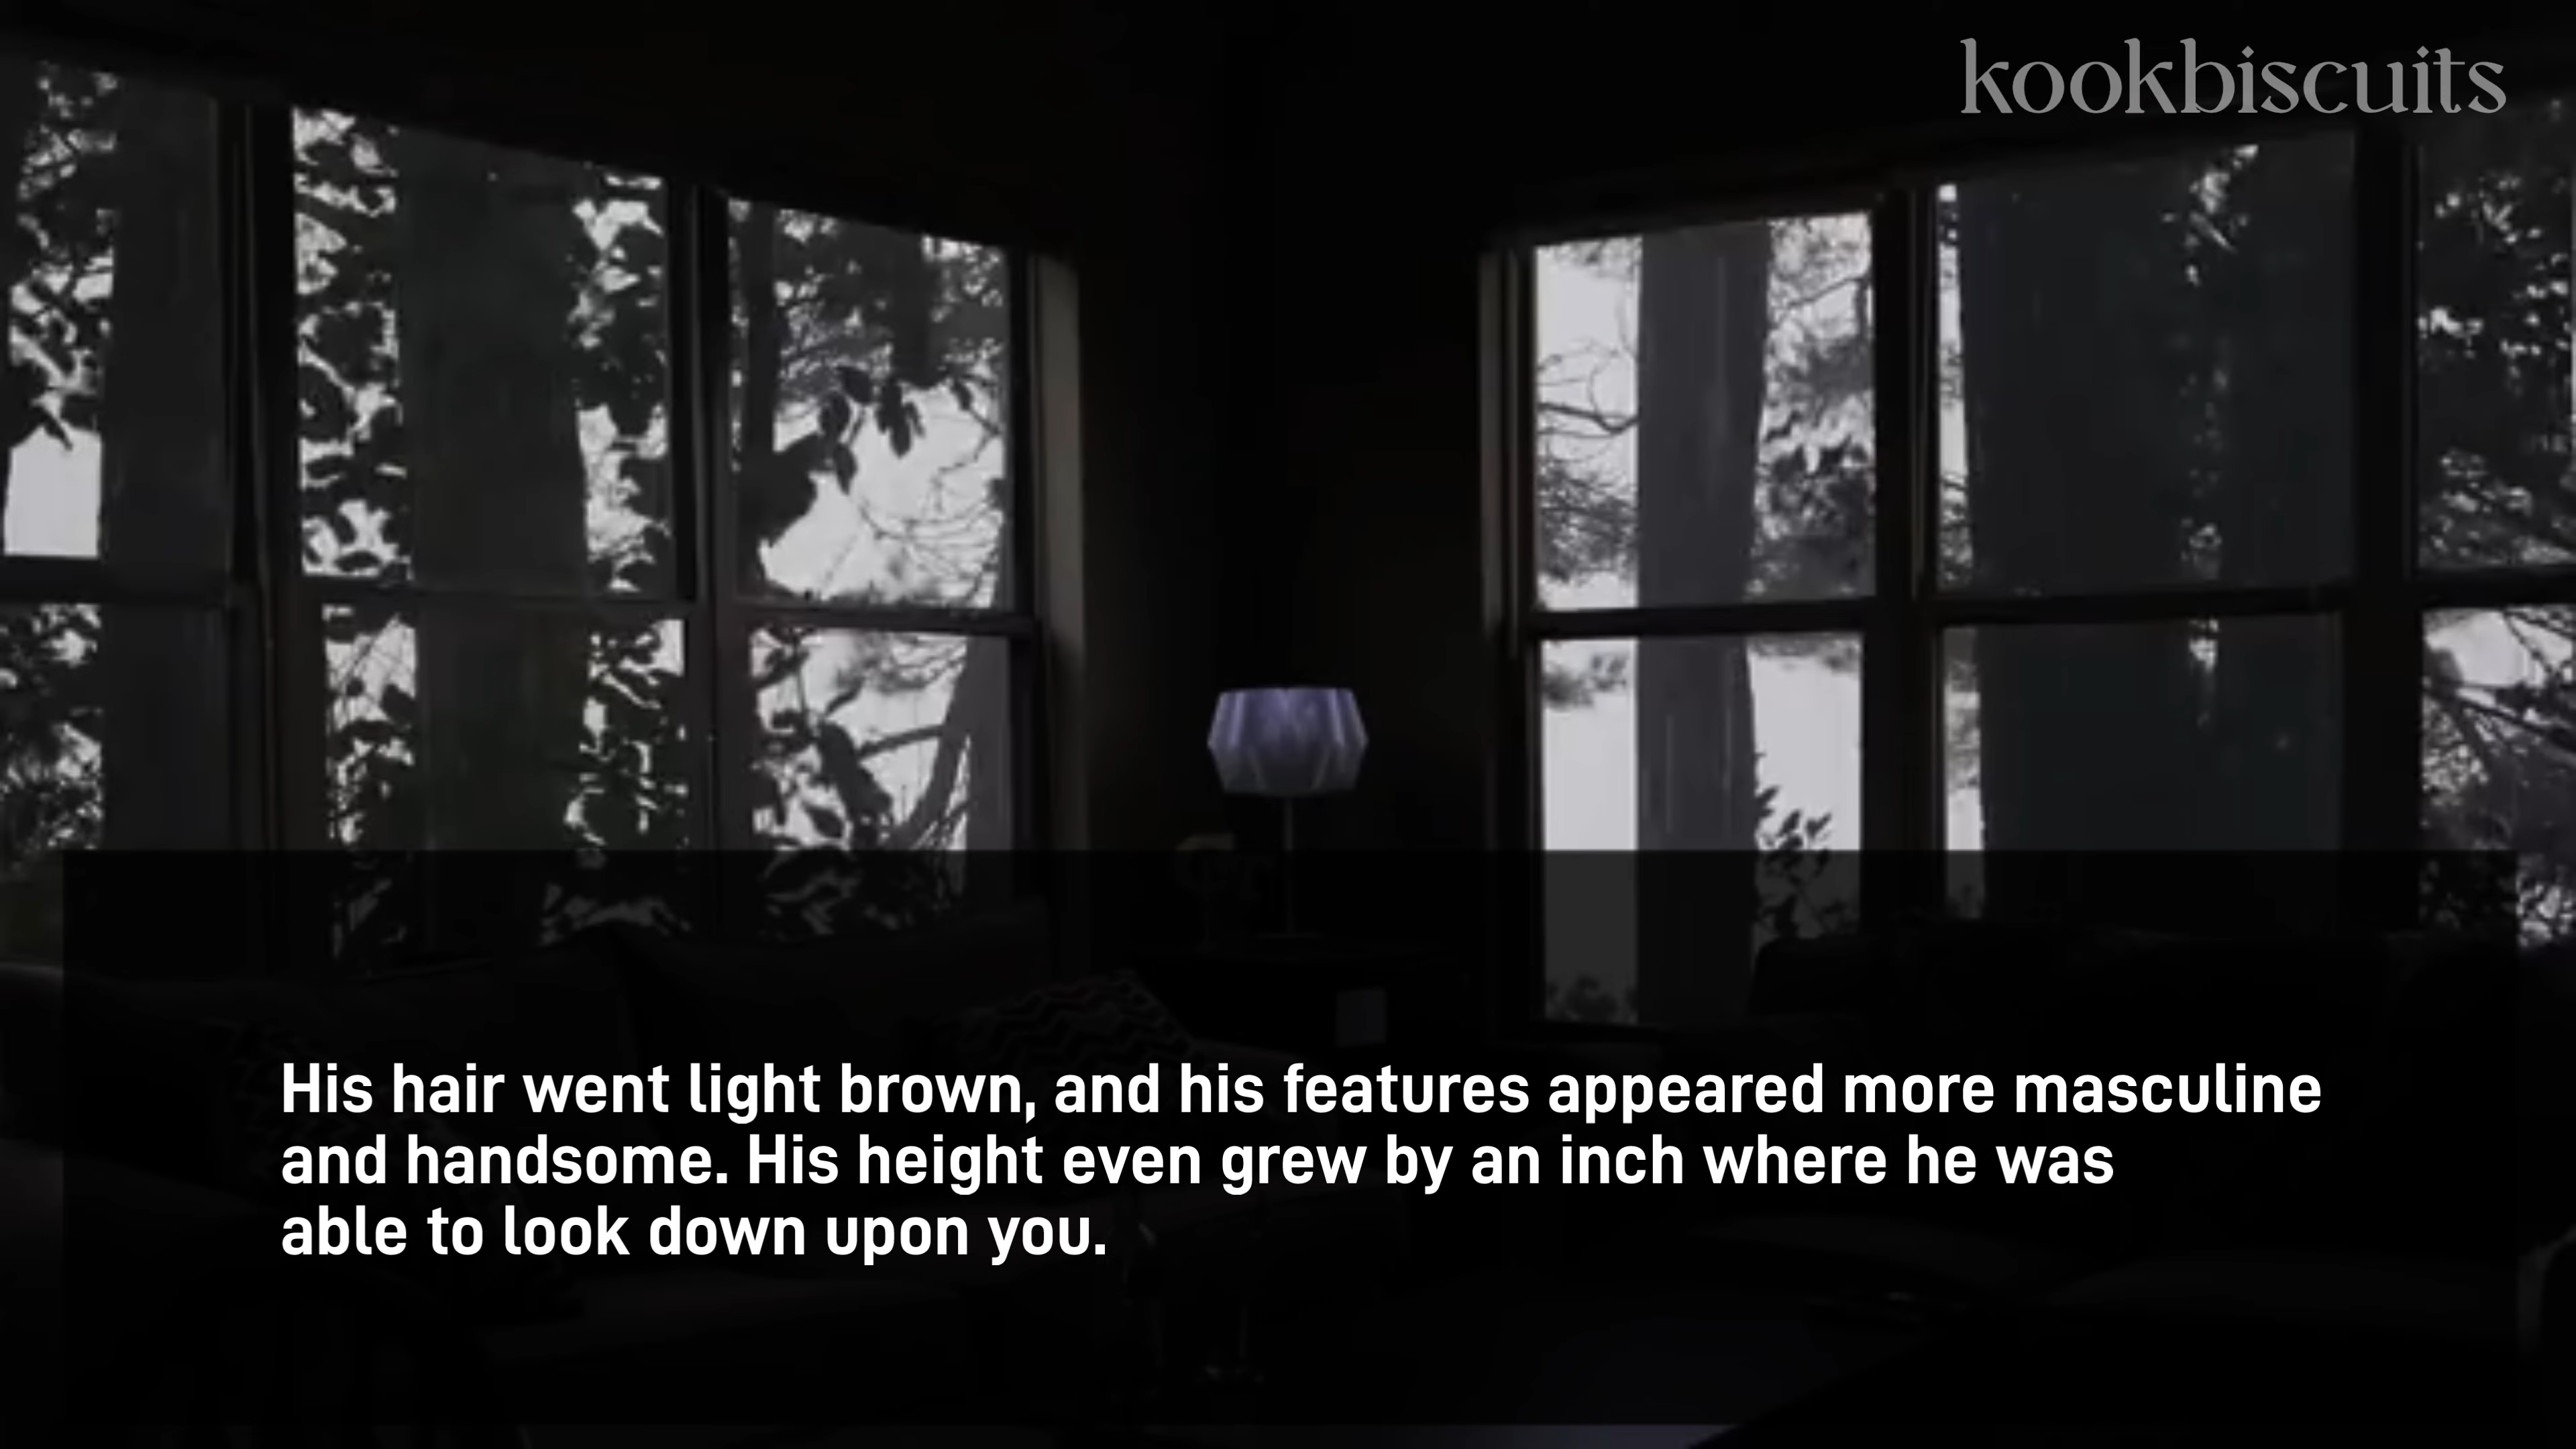 kookbiscuits
His hair went light brown, and his features appeared more masculine
and handsome. His height even grew by an inch where he was
able to look down upon you.